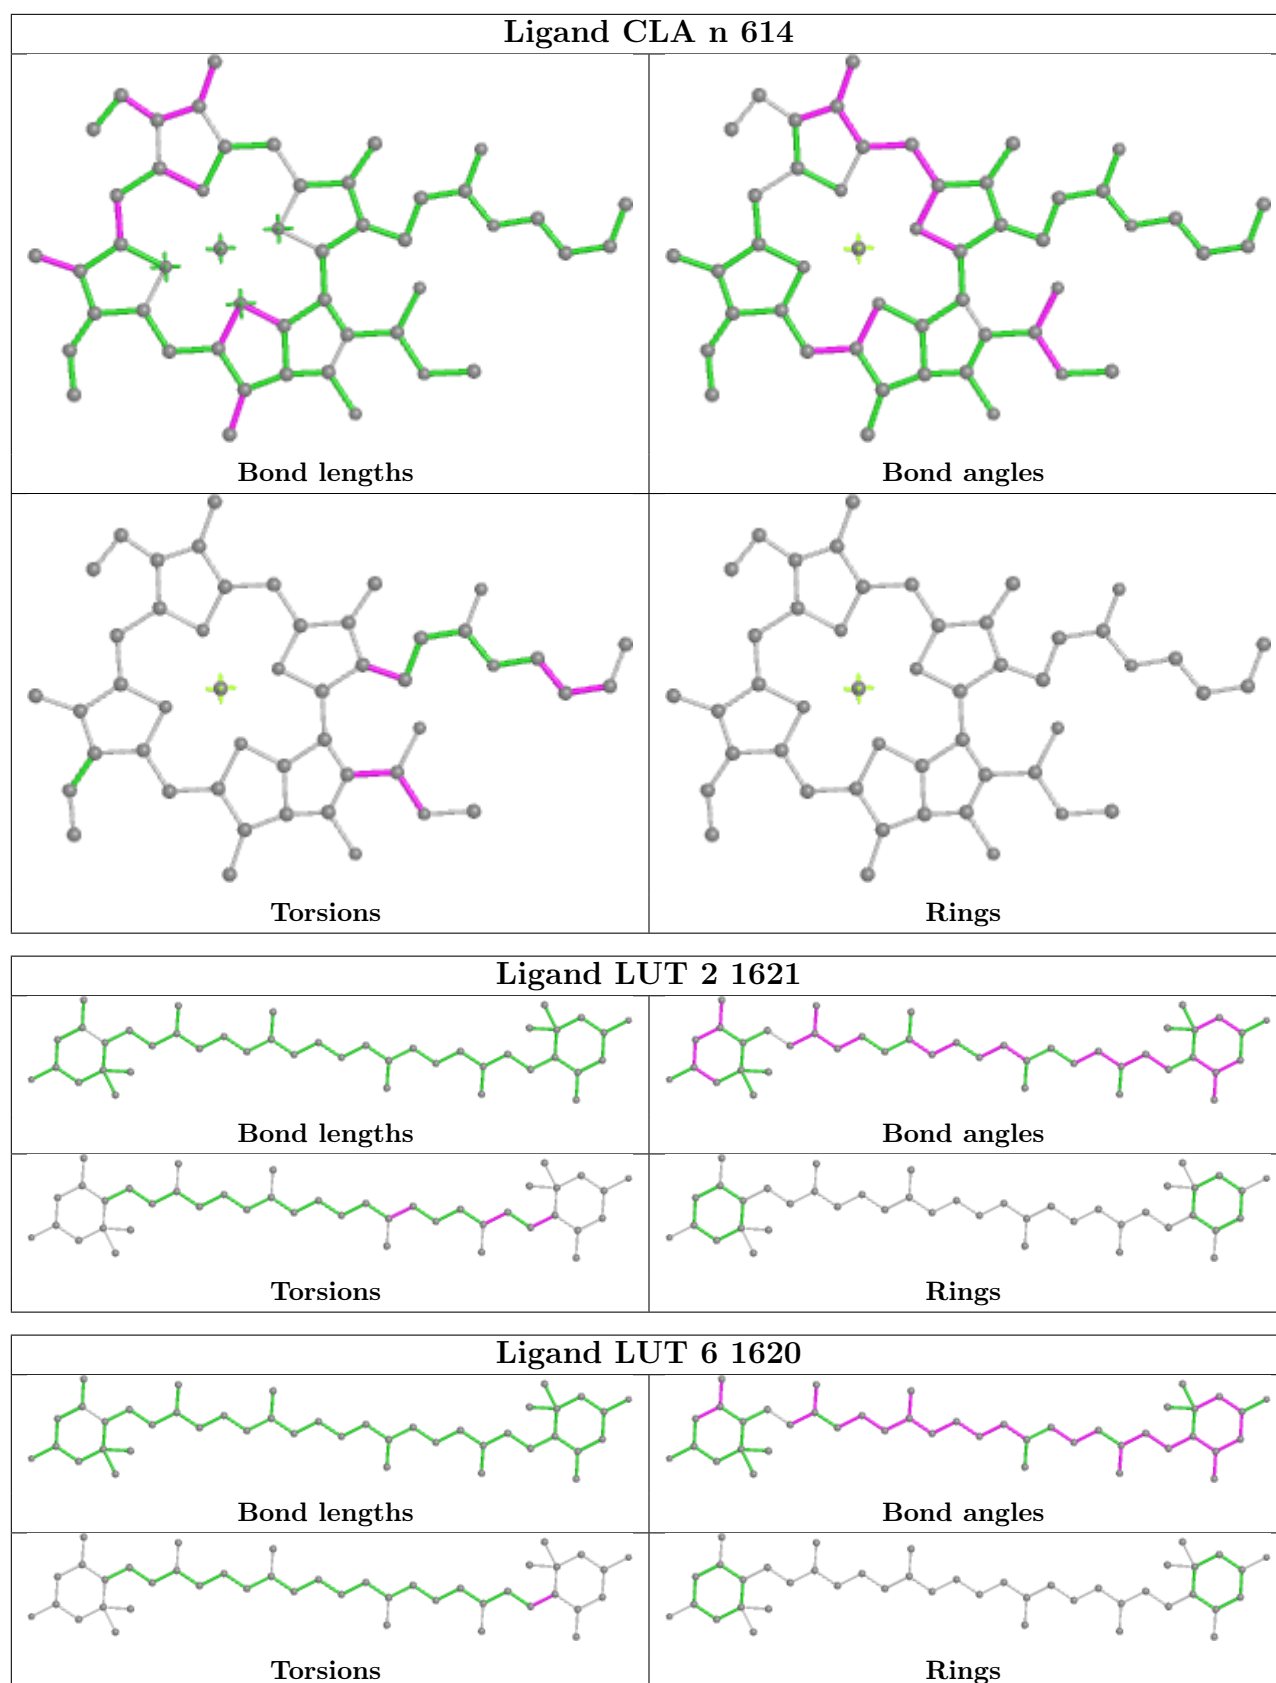 Ligand CLA n 614
Bond lengths
Bond angles
Torsions
Rings
Ligand LUT 2 1621
Bond lengths
Bond angles
Torsions
Rings
Ligand LUT 6 1620
Bond lengths
Bond angles
Torsions
Rings